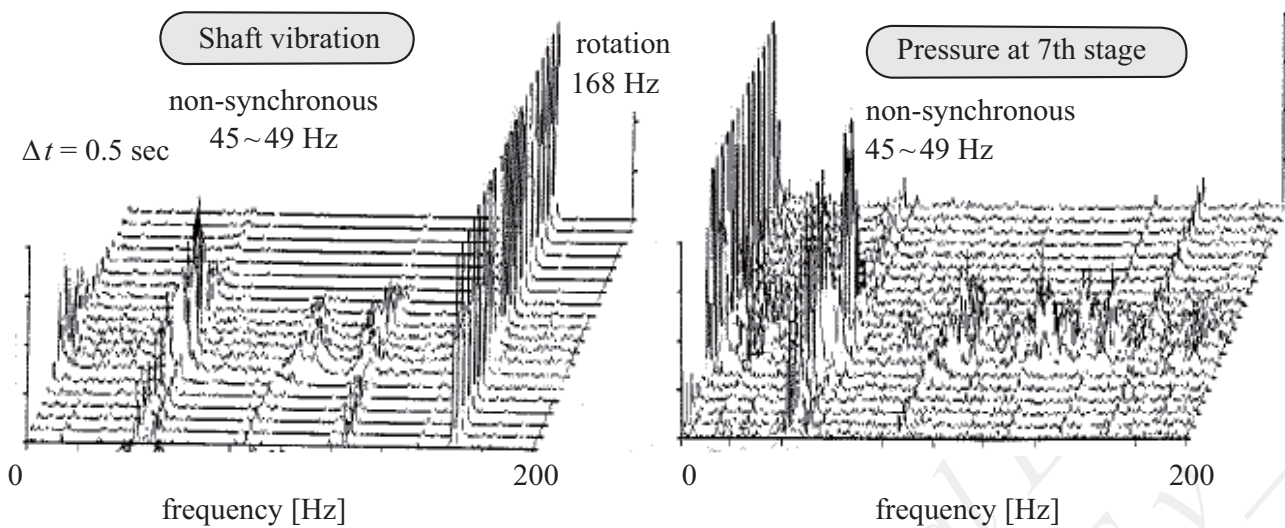 Shaft vibration
rotation
168 Hz
non-synchronous
45~49 Hz
Δt = 0.5 sec
0
200
frequency [Hz]
Pressure at 7th stage
non-synchronous
45~49 Hz
0
200
frequency [Hz]